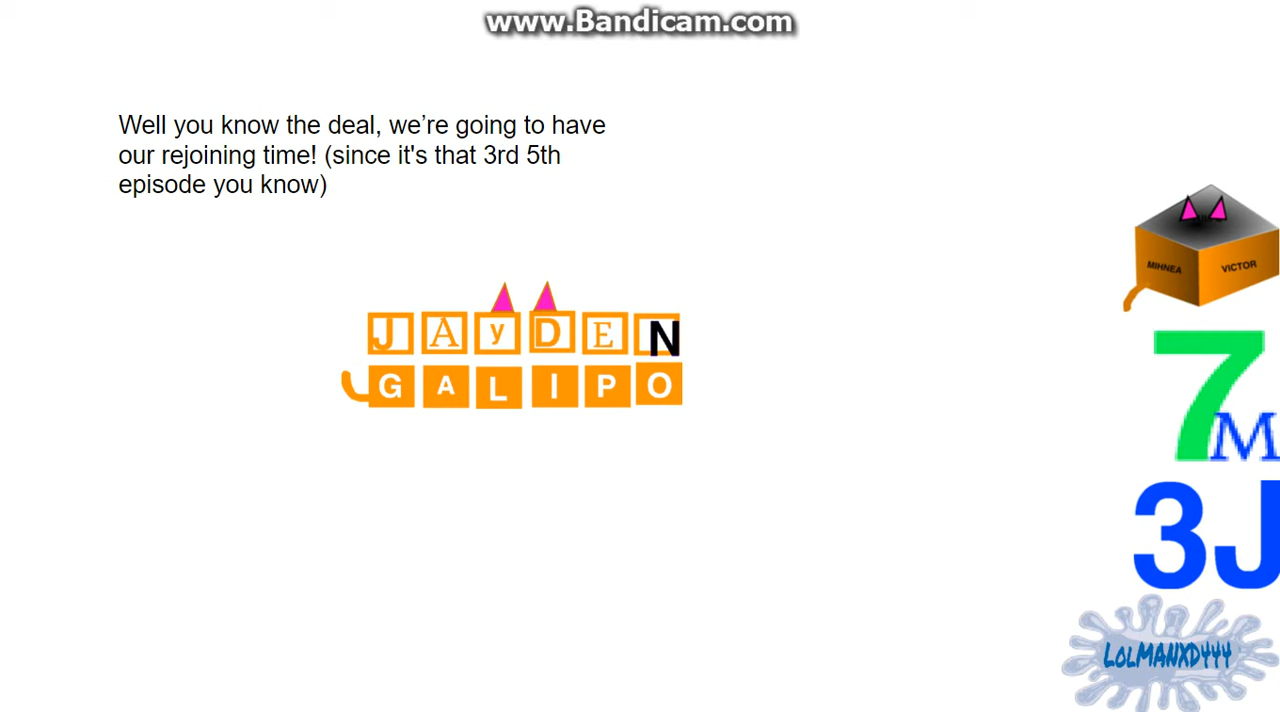 www.Bandicam.com
Well you know the deal, we’re going to have
our rejoining time! (since it's that 3rd 5th
episode you know)
JAyDEN
GALIPO
MIHNEA VICTOR
7M
3J
LOLMANXD444